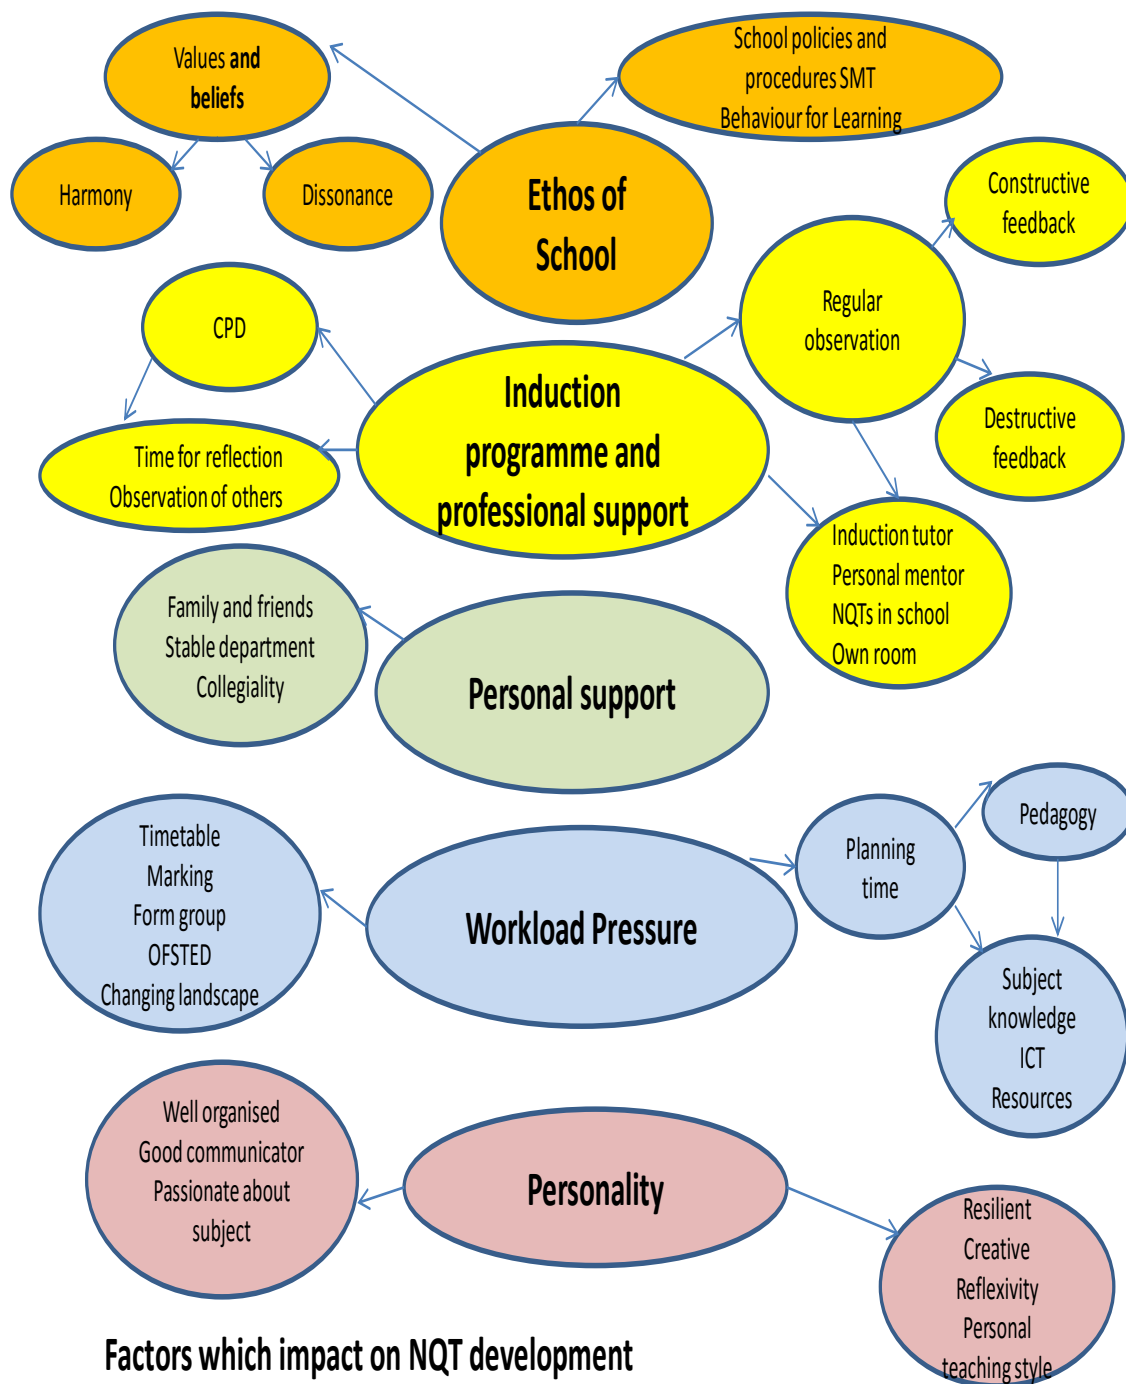 Values and
beliefs
School policies and
procedures SMT
Behaviour for Learning
Harmony
Dissonance
Ethos of
School
Constructive
feedback
CPD
Regular
observation
Induction
programme and
professional support
Time for reflection
Observation of others
Destructive
feedback
Induction tutor
Personal mentor
NQTs in school
Own room
Family and friends
Stable department
Collegiality
Personal support
Timetable
Marking
Form group
OFSTED
Changing landscape
Workload Pressure
Planning
time
Pedagogy
Subject
knowledge
ICT
Resources
Well organised
Good communicator
Passionate about
subject
Personality
Resilient
Creative
Reflexivity
Personal
teaching style
Factors which impact on NQT development